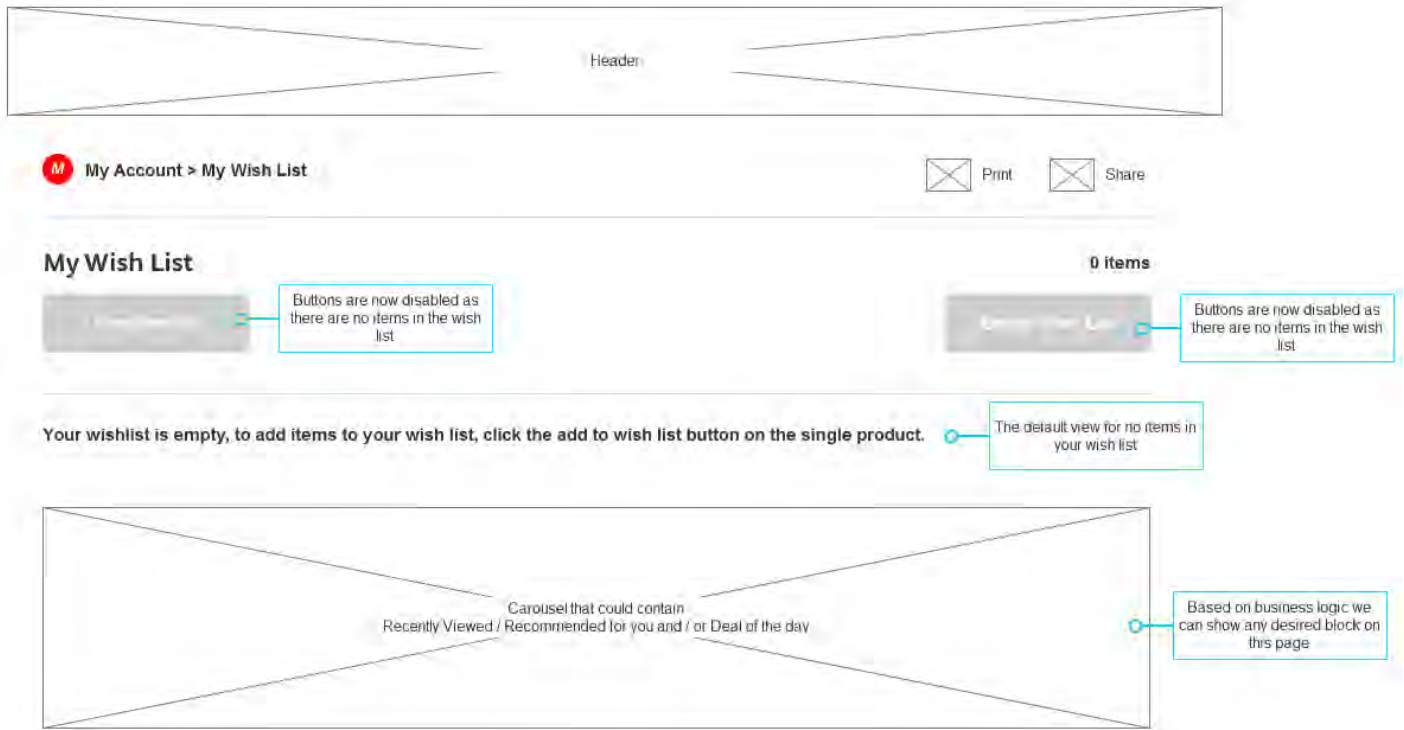 Header
M My Account > My Wish List
Print
Share
My Wish List
0 items
Buttons are now disabled as
there are no items in the wish
list
Buttons are now disabled as
there are no items in the wish
list
Your wishlist is empty, to add items to your wish list, click the add to wish list button on the single product.
The default view for no items in
your wish list
Carousel that could contain
Recently Viewed / Recommended for you and / or Deal of the day
Based on business logic we
can show any desired block on
this page